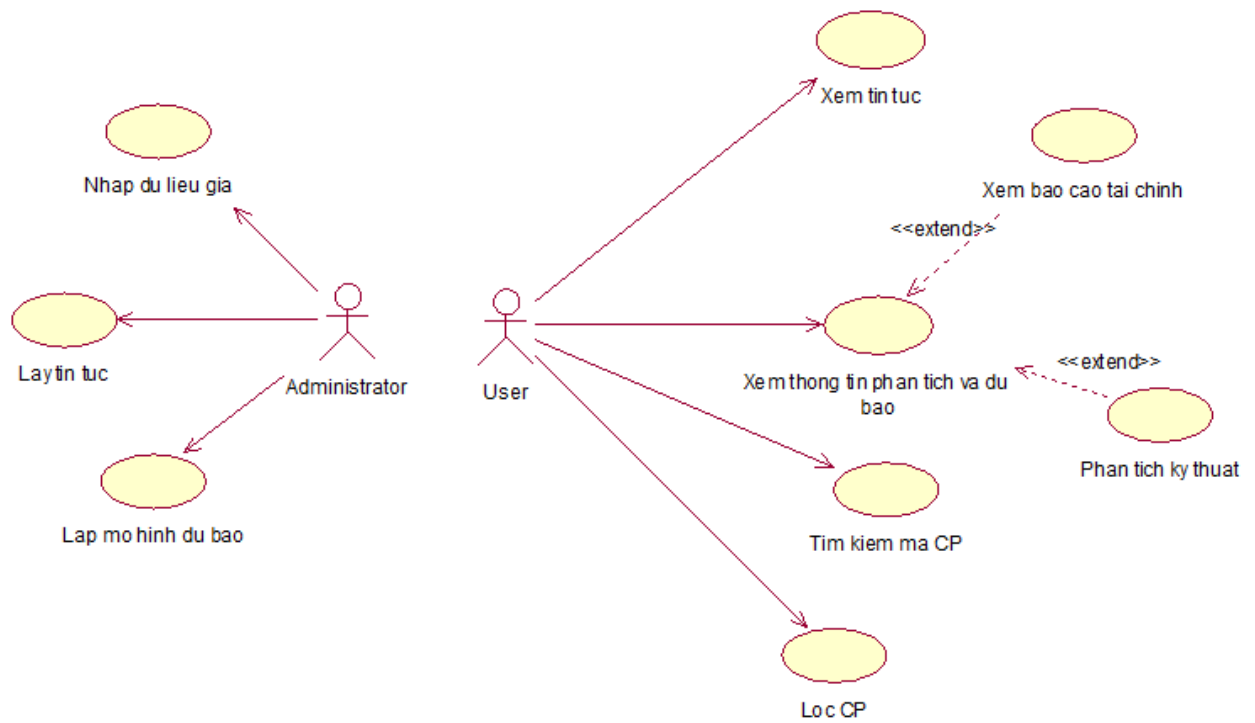 Xem tin tuc
Nhap du lieu gia
Xem bao cao tai chinh
<<extend>>
Lay tin tuc
Administrator
User
Xem thong tin phan tich va du
bao
<<extend>>
Phan tich ky thuat
Lap mo hinh du bao
Tim kiem ma CP
Loc CP